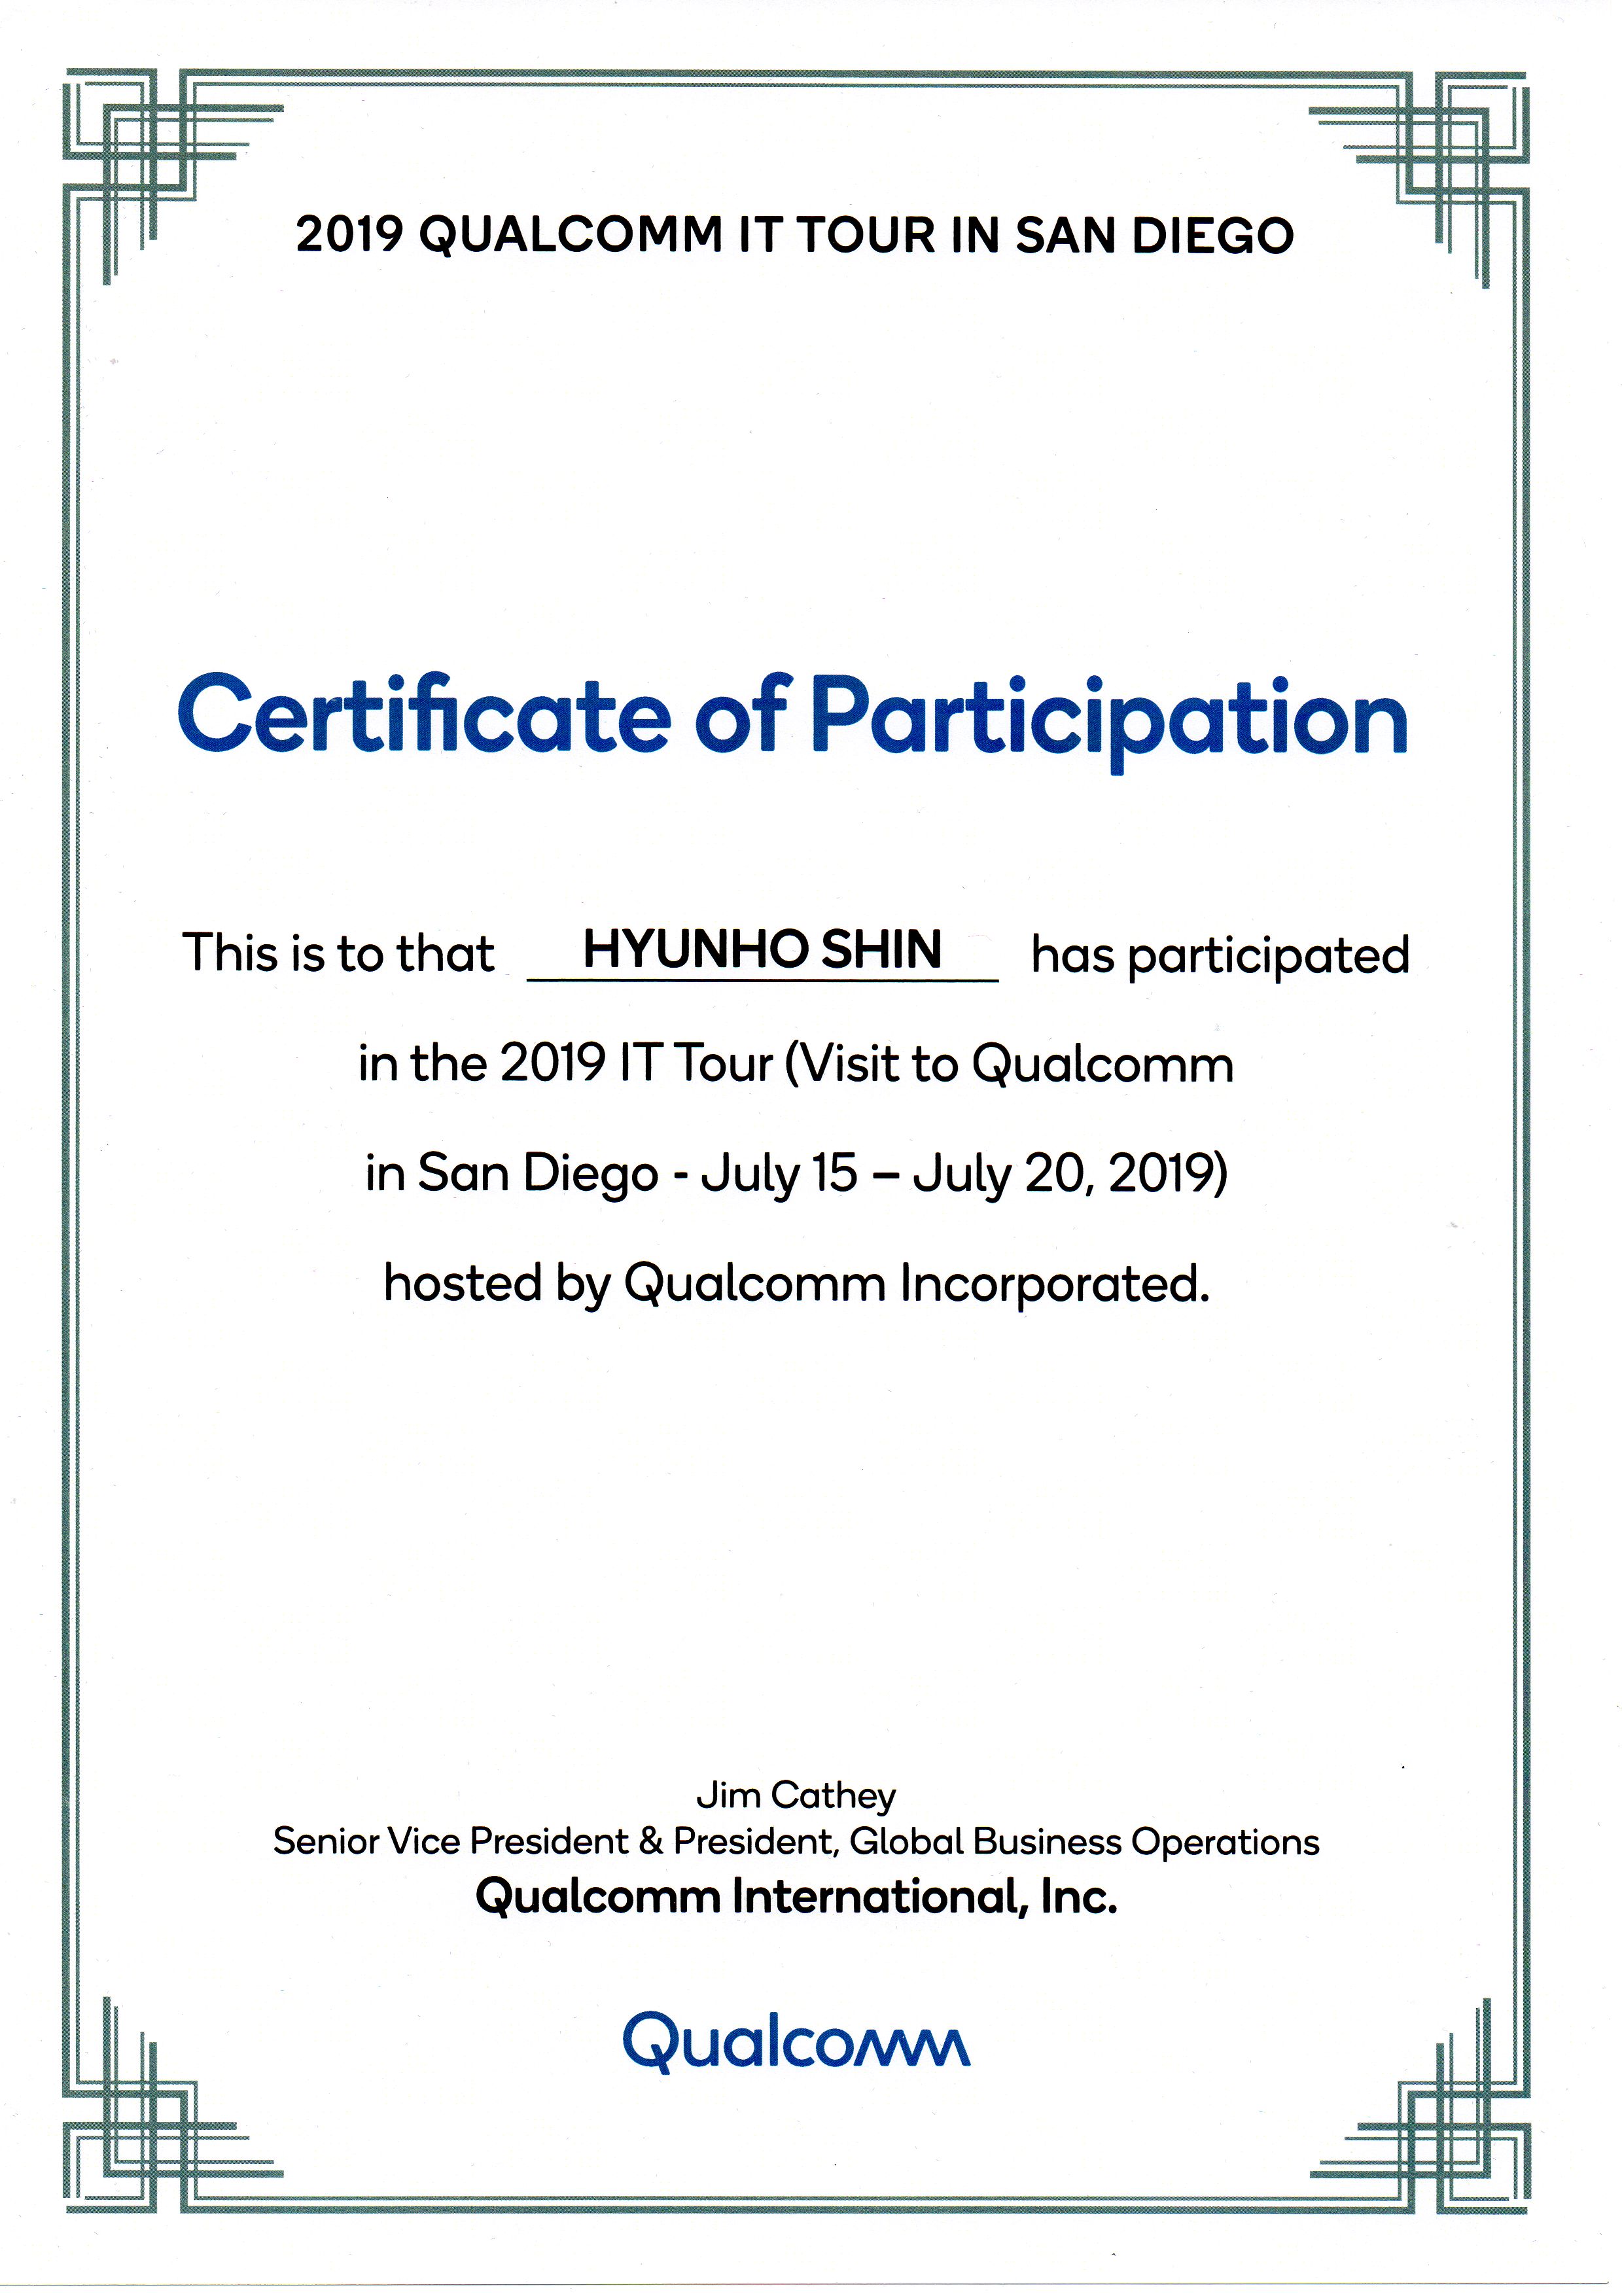 2019 QUALCOMM IT TOUR IN SAN DIEGO
Certificate of Participation
This is to that HYUNHO SHIN has participated
in the 2019 IT Tour (Visit to Qualcomm
in San Diego - July 15 – July 20, 2019)
hosted by Qualcomm Incorporated.
Jim Cathey
Senior Vice President & President, Global Business Operations
Qualcomm International, Inc.
Qualcomm